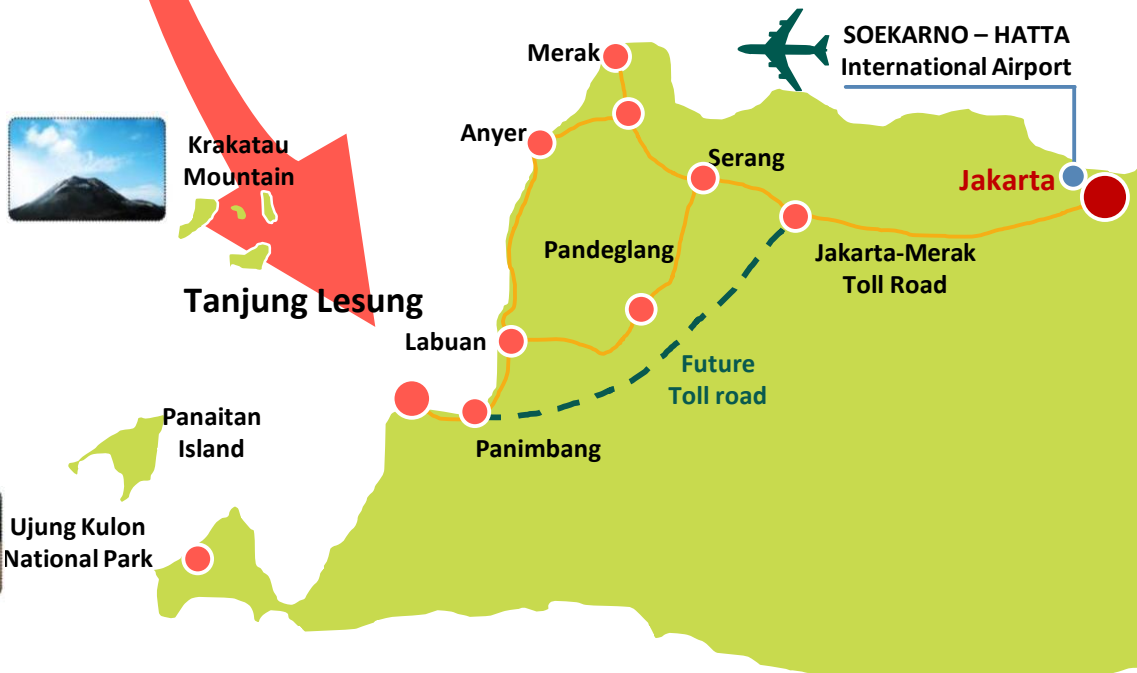 Merak
SOEKARNO – HATTA
International Airport
Anyer
Krakatau
Mountain
Serang
Jakarta
Pandeglang
Jakarta-Merak
Toll Road
Tanjung Lesung
Labuan
Future
Toll road
Panaitan
Island
Panimbang
Ujung Kulon
National Park